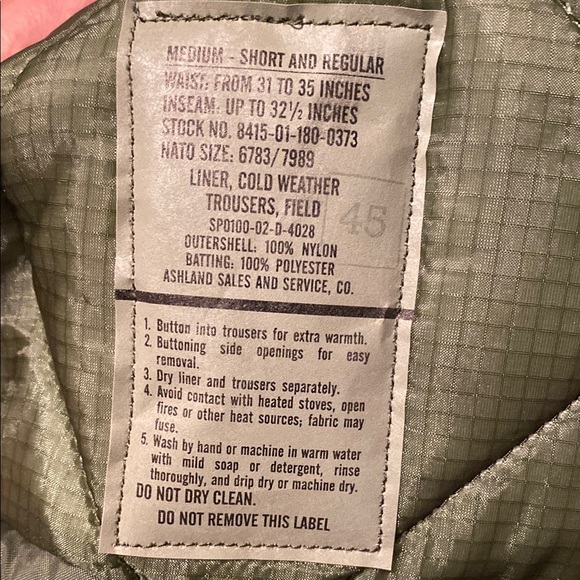 MEDIUM - SHORT AND REGULAR
WAIST: FROM 31 TO 35 INCHES
INSEAM: UP TO 32½ INCHES
STOCK NO. 8415-01-180-0373
NATO SIZE: 6783/7989
LINER, COLD WEATHER
TROUSERS, FIELD
45
SP0100-02-D-4028
OUTERSHELL: 100% NYLON
BATTING: 100% POLYESTER
ASHLAND SALES AND SERVICE, CO.
1. Button into trousers for extra warmth.
2. Buttoning side openings for easy
removal.
3. Dry liner and trousers separately.
4. Avoid contact with heated stoves, open
fires or other heat sources; fabric may
fuse.
5. Wash by hand or machine in warm water
with mild soap or detergent, rinse
thoroughly, and drip dry or machine dry.
DO NOT DRY CLEAN.
DO NOT REMOVE THIS LABEL